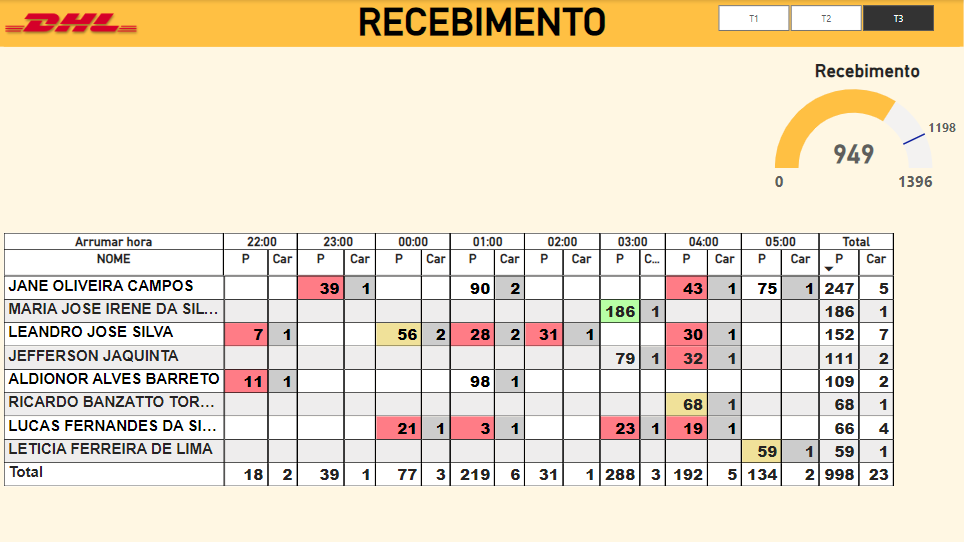 DHL
RECEBIMENTO
T1 T2 T3
Recebimento
1198
949
0 1396
Arrumar hora 22:00 23:00 00:00 01:00 02:00 03:00 04:00 05:00 Total
NOME P Car P Car P Car P Car P Car P C... P Car P Car P Car
JANE OLIVEIRA CAMPOS 39 1 90 2 43 1 75 1 247 5
MARIA JOSE IRENE DA SIL... 186 1 186 1
LEANDRO JOSE SILVA 7 1 56 2 28 2 31 1 30 1 152 7
JEFFERSON JAQUINTA 79 1 32 1 111 2
ALDIONOR ALVES BARRETO 11 1 98 1 109 2
RICARDO BANZATTO TOR... 68 1 68 1
LUCAS FERNANDES DA SI... 21 1 3 1 23 1 19 1 66 4
LETICIA FERREIRA DE LIMA 59 1 59 1
Total 18 2 39 1 77 3 219 6 31 1 288 3 192 5 134 2 998 23